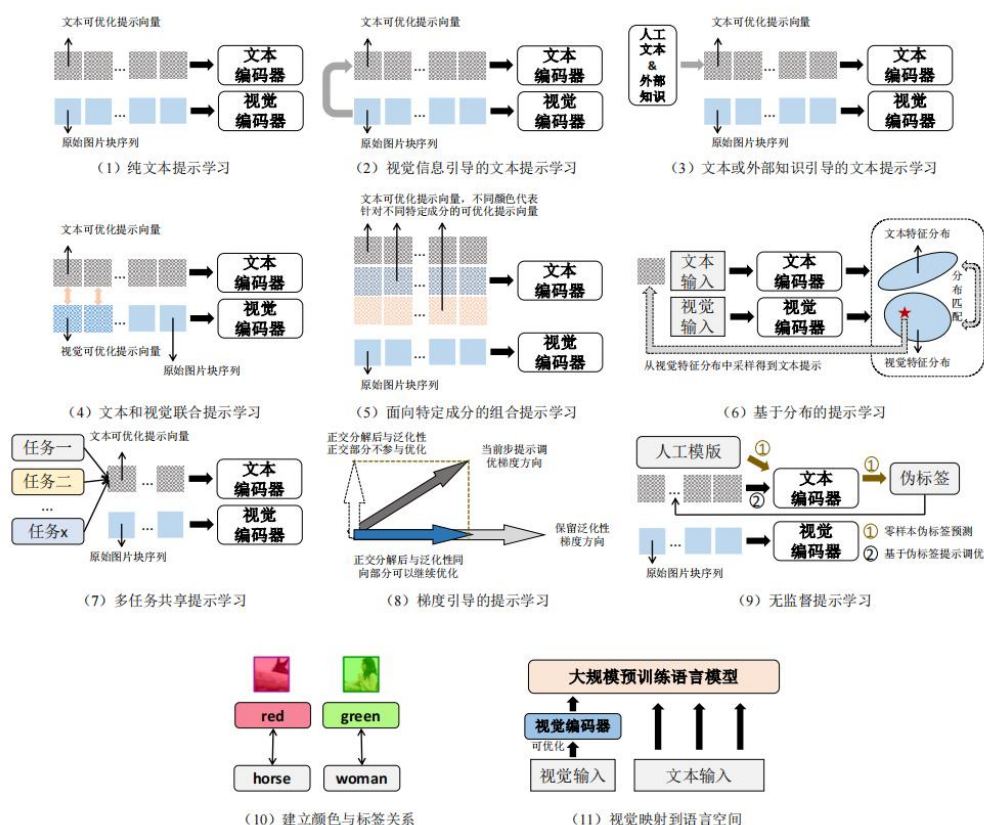 文本可优化提示向量
...
文本
编码器
...
视觉
编码器
原始图片块序列
（1）纯文本提示学习
文本可优化提示向量
...
文本
编码器
...
视觉
编码器
原始图片块序列
（2）视觉信息引导的文本提示学习
人工
文本
&
外部
知识
文本可优化提示向量
...
文本
编码器
...
视觉
编码器
原始图片块序列
（3）文本或外部知识引导的文本提示学习
文本可优化提示向量
...
文本
编码器
...
视觉
编码器
视觉可优化提示向量
原始图片块序列
（4）文本和视觉联合提示学习
文本可优化提示向量，不同颜色代表
针对不同特定成分的可优化提示向量
...
...
...
文本
编码器
...
视觉
编码器
原始图片块序列
（5）面向特定成分的组合提示学习
文本
输入
文本
编码器
视觉
输入
视觉
编码器
文本特征分布
分布匹配
视觉特征分布
从视觉特征分布中采样得到文本提示
（6）基于分布的提示学习
任务一
任务二
...
任务x
文本可优化提示向量
...
文本
编码器
...
视觉
编码器
原始图片块序列
（7）多任务共享提示学习
正交分解后与泛化性
正交部分不参与优化
当前步提示调
优梯度方向
保留泛化性
梯度方向
正交分解后与泛化性同
向部分可以继续优化
（8）梯度引导的提示学习
人工模版
①
...
②
文本
编码器
①
伪标签
...
视觉
编码器
原始图片块序列
① 零样本伪标签预测
② 基于伪标签提示调优
（9）无监督提示学习
red
green
horse
woman
（10）建立颜色与标签关系
大规模预训练语言模型
视觉编码器
可优化
视觉输入
文本输入
（11）视觉映射到语言空间